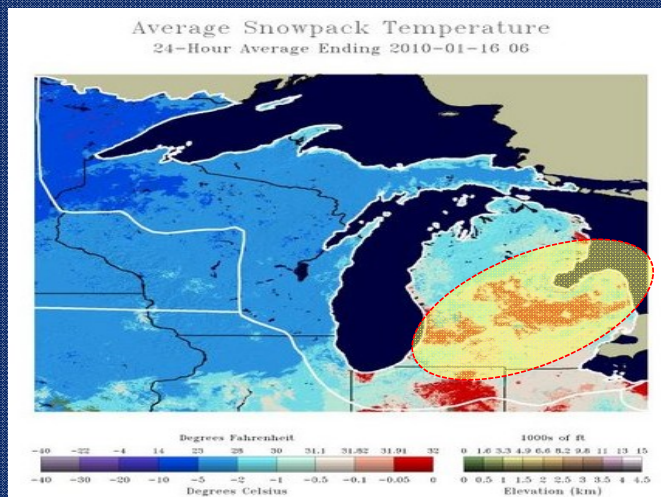 Average Snowpack Temperature
24-Hour Average Ending 2010-01-16 06
Degrees Fahrenheit
-40 -22 -4 14 23 28 30 31.1 31.82 31.91 32
-40 -30 -20 -10 -5 -2 -1 -0.5 -0.1 -0.05 0
Degrees Celsius
1000s of ft
0 1.6 3.3 4.9 6.6 8.2 9.8 11 13 15
0 0.5 1 1.5 2 2.5 3 3.5 4 4.5
Elevation (km)